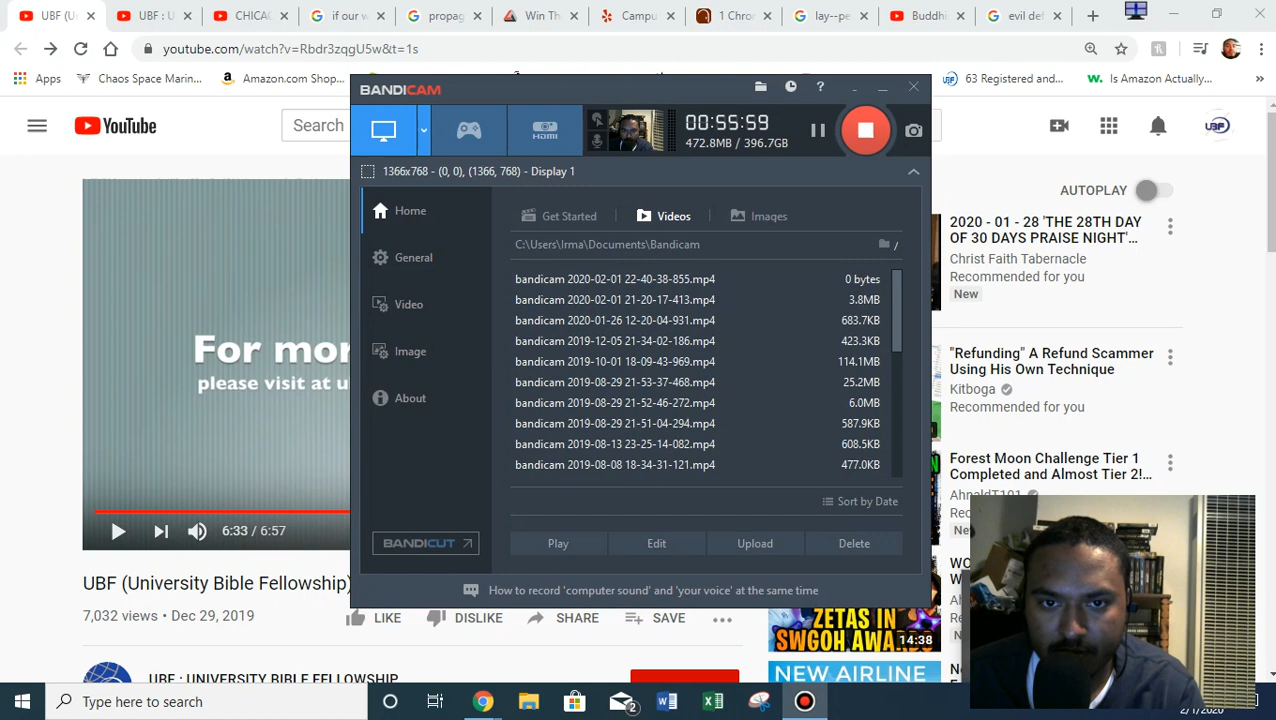 UBF (Un
UBF : U
CHICAC
if our w
propag
Win The
Campu
1 Chron
lay--pe
Buddhi
evil def
youtube.com/watch?v=Rbdr3zqgU5w&t=1s
Apps
Chaos Space Marin...
Amazon.com Shop...
63 Registered and...
Is Amazon Actually...
YouTube
Search
UBF
AUTOPLAY
BANDICAM
HDMI
00:55:59
472.8MB / 396.7GB
1366x768 - (0, 0), (1366, 768) - Display 1
Home
General
Video
Image
About
BANDICUT
Get Started
Videos
Images
C:\Users\Irma\Documents\Bandicam
/
bandicam 2020-02-01 22-40-38-855.mp4 0 bytes
bandicam 2020-02-01 21-20-17-413.mp4 3.8MB
bandicam 2020-01-26 12-20-04-931.mp4 683.7KB
bandicam 2019-12-05 21-34-02-186.mp4 423.3KB
bandicam 2019-10-01 18-09-43-969.mp4 114.1MB
bandicam 2019-08-29 21-53-37-468.mp4 25.2MB
bandicam 2019-08-29 21-52-46-272.mp4 6.0MB
bandicam 2019-08-29 21-51-04-294.mp4 587.9KB
bandicam 2019-08-13 23-25-14-082.mp4 608.5KB
bandicam 2019-08-08 18-34-31-121.mp4 477.0KB
Sort by Date
Play
Edit
Upload
Delete
How to record 'computer sound' and 'your voice' at the same time
For mor
please visit at u
6:33 / 6:57
UBF (University Bible Fellowship)
7,032 views • Dec 29, 2019
LIKE
DISLIKE
SHARE
SAVE
UBF : UNIVERSITY BIBLE FELLOWSHIP
2020 - 01 - 28 'THE 28TH DAY
OF 30 DAYS PRAISE NIGHT'...
Christ Faith Tabernacle
Recommended for you
New
"Refunding" A Refund Scammer
Using His Own Technique
Kitboga
Recommended for you
Forest Moon Challenge Tier 1
Completed and Almost Tier 2!...
AhnaldT101
ZETAS IN
SWGOH AWARDS
14:38
NEW AIRLINE
Type here to search
2
2/1/2020